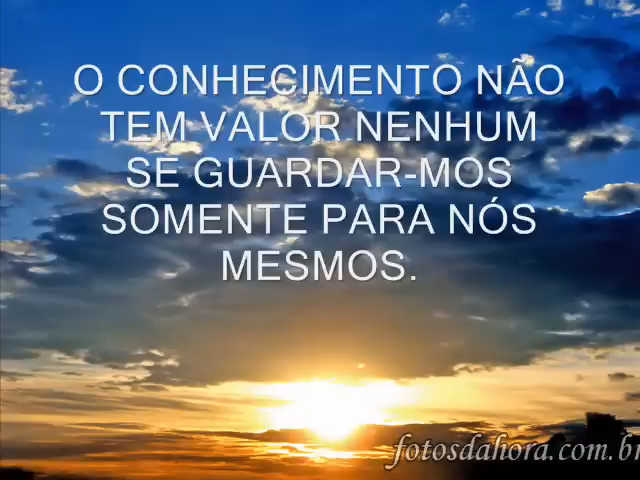 O CONHECIMENTO NÃO
TEM VALOR NENHUM
SE GUARDAR-MOS
SOMENTE PARA NÓS
MESMOS.
fotosdahora.com.br